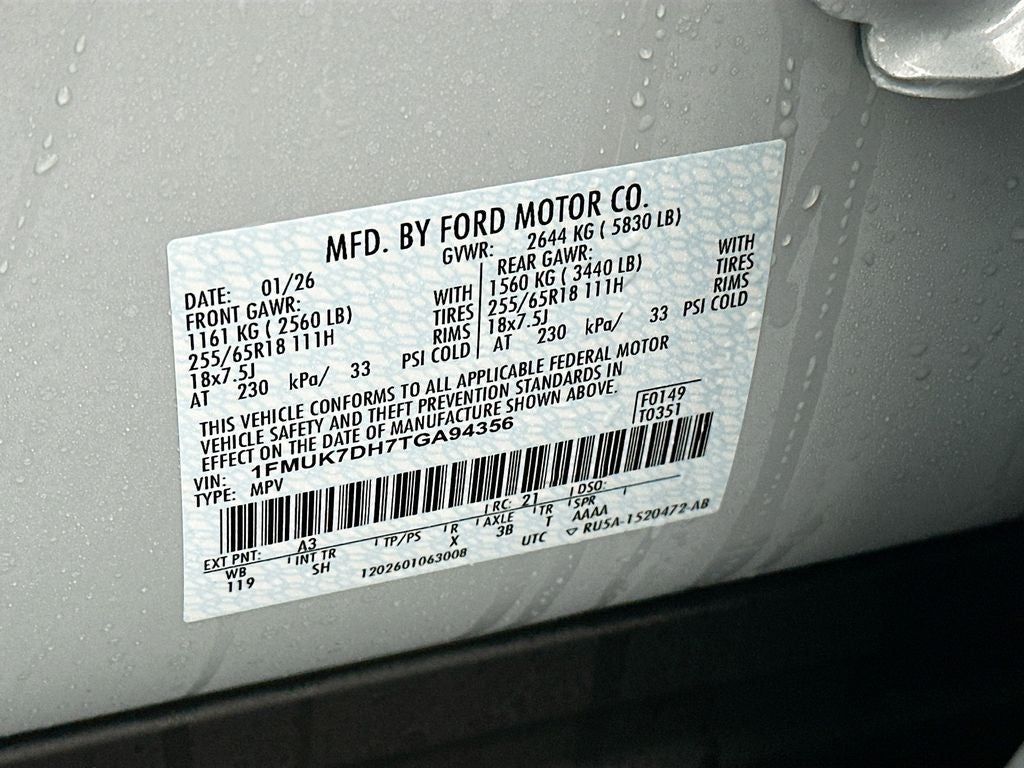 MFD. BY FORD MOTOR CO.
DATE: 01/26 GVWR: 2644 KG ( 5830 LB)
FRONT GAWR: REAR GAWR:
1161 KG ( 2560 LB) WITH 1560 KG ( 3440 LB) WITH
255/65R18 111H TIRES 255/65R18 111H TIRES
18x7.5J RIMS 18x7.5J RIMS
AT 230 kPa/ 33 PSI COLD AT 230 kPa/ 33 PSI COLD
THIS VEHICLE CONFORMS TO ALL APPLICABLE FEDERAL MOTOR
VEHICLE SAFETY AND THEFT PREVENTION STANDARDS IN
EFFECT ON THE DATE OF MANUFACTURE SHOWN ABOVE.
VIN: 1FMUK7DH7TGA94356 F0149
TYPE: MPV T0351
EXT PNT: A3 RC: 21 DSO:
WB INT TR TP/PS R AXLE TR SPR
119 SH X 3B T AAAA
1202601063008 UTC ▽ RU5A-1520472-AB